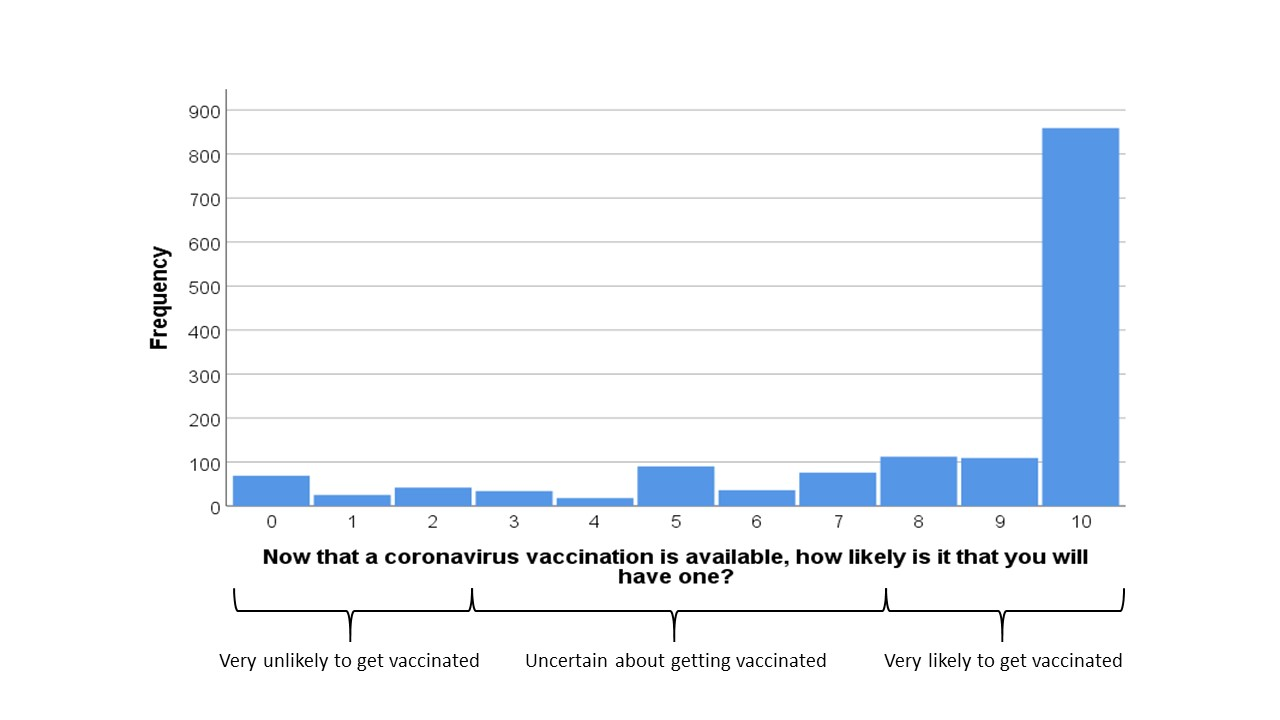 900
800
700
600
500
400
300
200
100
0
Frequency
0 1 2 3 4 5 6 7 8 9 10
Now that a coronavirus vaccination is available, how likely is it that you will
have one?
Very unlikely to get vaccinated Uncertain about getting vaccinated Very likely to get vaccinated